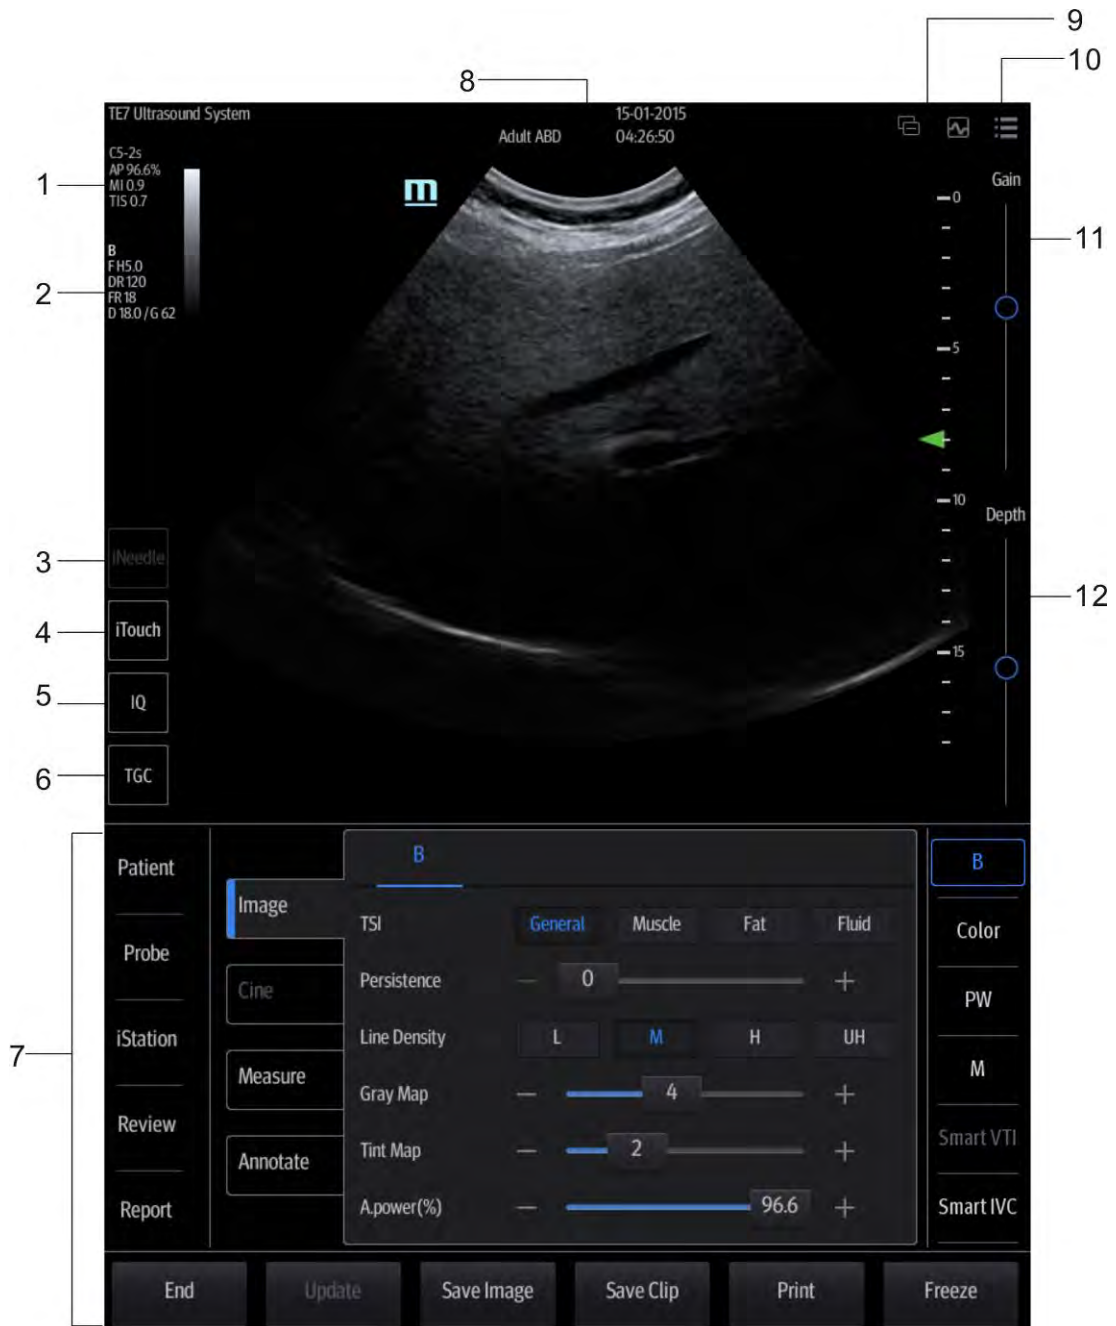 9
10
8
TE7 Ultrasound System
15-01-2015
Adult ABD
04:26:50
C5-2s
AP 96.6%
MI 0.9
TIS 0.7
1
m
Gain
0
11
B
F H5.0
DR 120
FR 18
D 18.0 / G 62
2
5
10
Depth
3
iNeedle
12
4
iTouch
15
5
IQ
6
TGC
7
Patient
Probe
iStation
Review
Report
Image
Cine
Measure
Annotate
B
TSI General Muscle Fat Fluid
Persistence − 0 +
Line Density L M H UH
Gray Map − 4 +
Tint Map − 2 +
A.power(%) − 96.6 +
B
Color
PW
M
Smart VTI
Smart IVC
End Update Save Image Save Clip Print Freeze